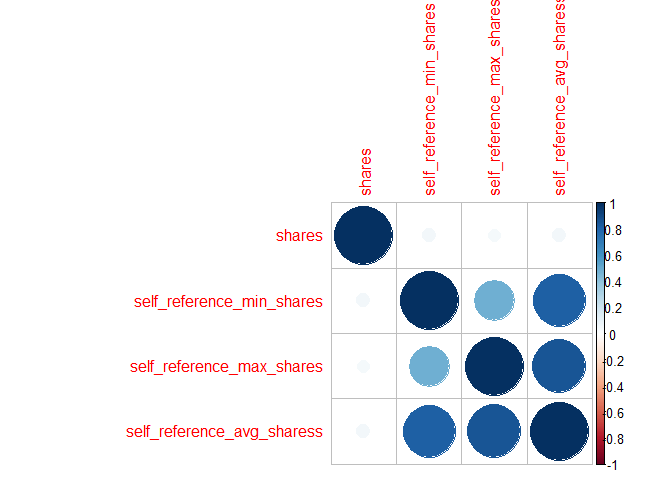 shares
self_reference_min_shares
self_reference_max_shares
self_reference_avg_sharess
shares
self_reference_min_shares
self_reference_max_shares
self_reference_avg_sharess
1
0.8
0.6
0.4
0.2
0
-0.2
-0.4
-0.6
-0.8
-1